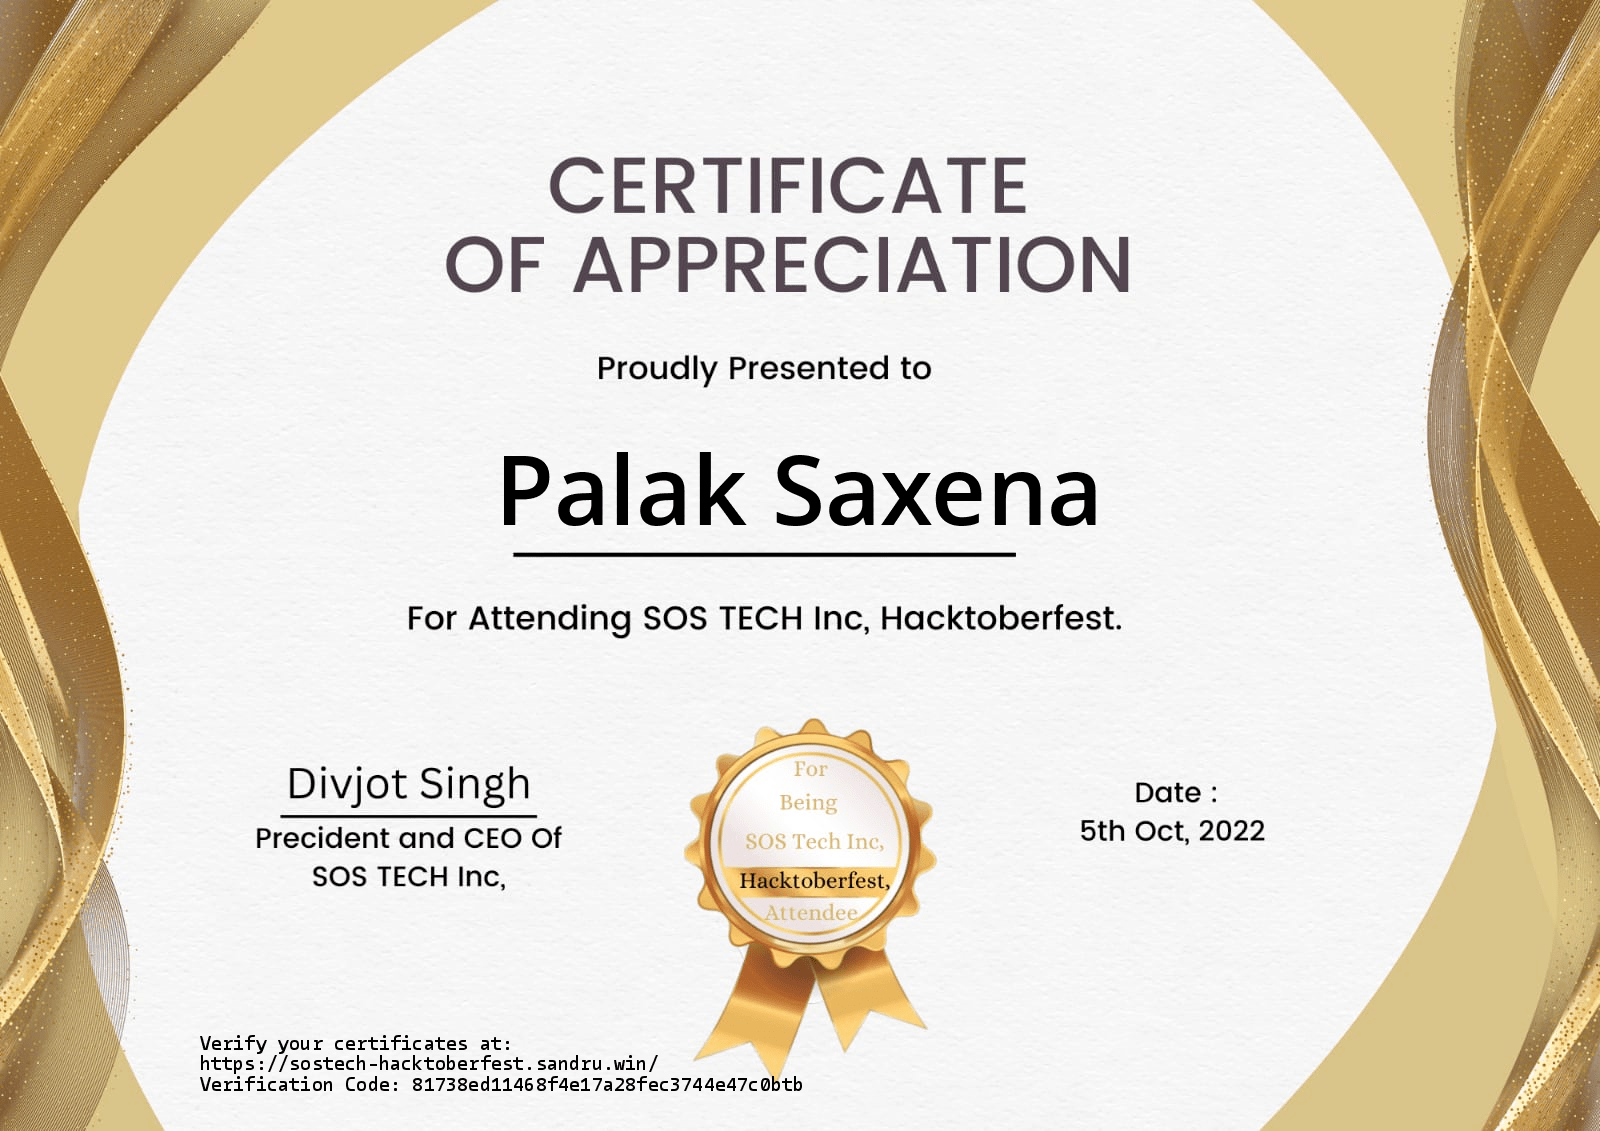 CERTIFICATE
OF APPRECIATION
Proudly Presented to
Palak Saxena
For Attending SOS TECH Inc, Hacktoberfest.
Divjot Singh
Precident and CEO Of
SOS TECH Inc,
For
Being
SOS Tech Inc,
Hacktoberfest,
Attendee
Date :
5th Oct, 2022
Verify your certificates at:
https://sostech-hacktoberfest.sandru.win/
Verification Code: 81738ed11468f4e17a28fec3744e47c0btb